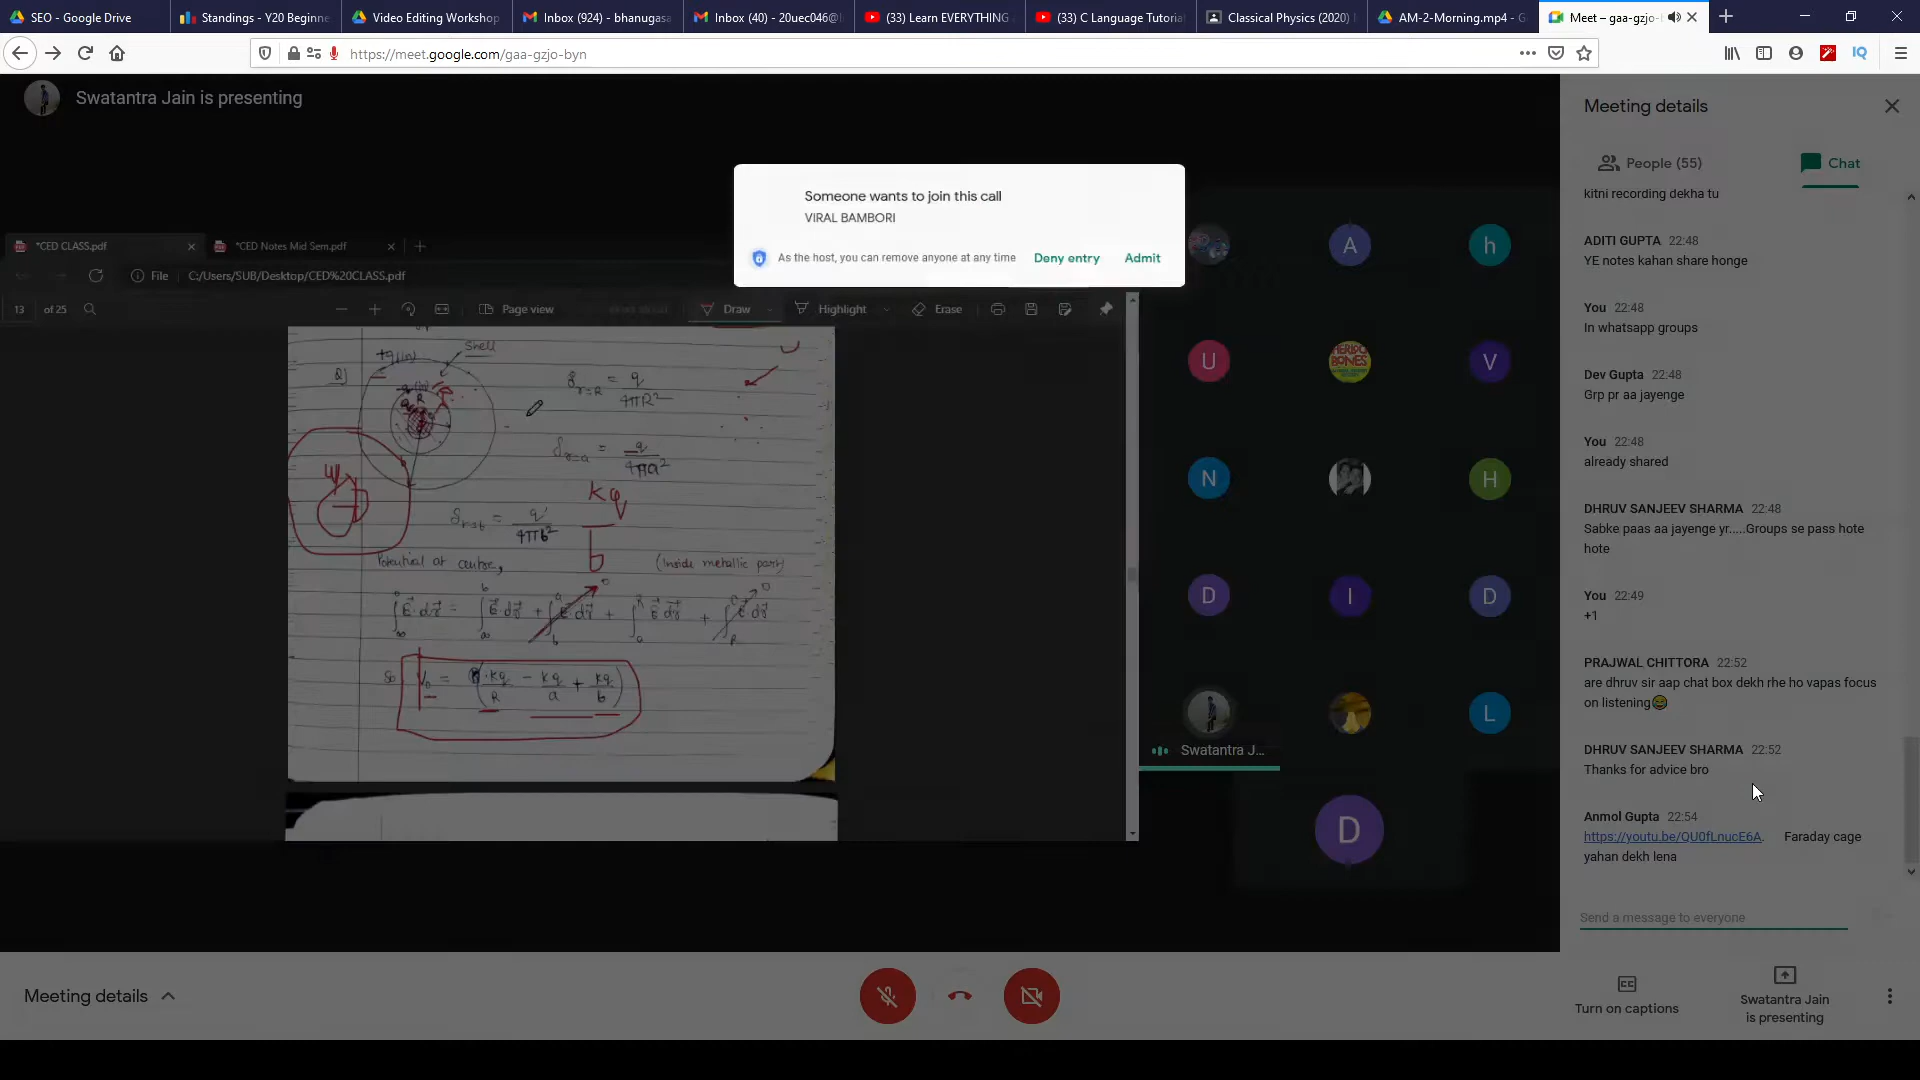 SEO - Google Drive
Standings - Y20 Beginne
Video Editing Workshop
Inbox (924) - bhanugasa
Inbox (40) - 20uec046@l
(33) Learn EVERYTHING
(33) C Language Tutoria
Classical Physics (2020)
AM-2-Morning.mp4 - G
Meet – gaa-gzjo-b
https://meet.google.com/gaa-gzjo-byn
Swatantra Jain is presenting
Someone wants to join this call
VIRAL BAMBORI
As the host, you can remove anyone at any time
Deny entry
Admit
*CED CLASS.pdf
*CED Notes Mid Sem.pdf
File
C:/Users/SUB/Desktop/CED%20CLASS.pdf
13 of 25
Page view
Draw
Highlight
Erase
Shell
Potential at centre,
(Inside metallic part)
∫E⃗·dr⃗ = ∫E⃗·dr⃗ + ∫E⃗·dr⃗ + ∫E⃗·dr⃗ + ∫E⃗·dr⃗
kq
b
So
A
h
U
HERBO BONES
V
N
H
D
I
D
Swatantra J...
L
D
Meeting details
People (55)
Chat
kitni recording dekha tu
ADITI GUPTA 22:48
YE notes kahan share honge
You 22:48
In whatsapp groups
Dev Gupta 22:48
Grp pr aa jayenge
You 22:48
already shared
DHRUV SANJEEV SHARMA 22:48
Sabke paas aa jayenge yr.....Groups se pass hote
hote
You 22:49
+1
PRAJWAL CHITTORA 22:52
are dhruv sir aap chat box dekh rhe ho vapas focus
on listening😂
DHRUV SANJEEV SHARMA 22:52
Thanks for advice bro
Anmol Gupta 22:54
https://youtu.be/QU0fLnucE6A. Faraday cage
yahan dekh lena
Send a message to everyone
Meeting details
Turn on captions
Swatantra Jain
is presenting